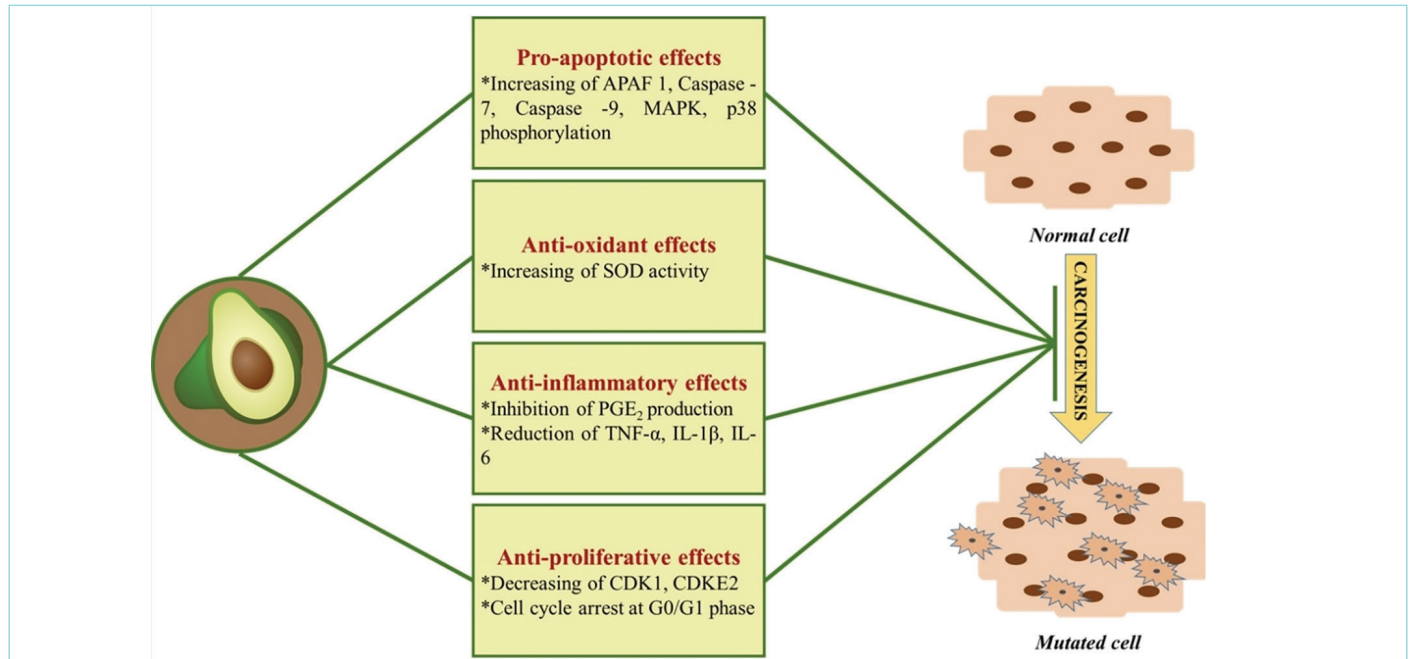 Pro-apoptotic effects
*Increasing of APAF 1, Caspase -
7, Caspase -9, MAPK, p38
phosphorylation
Anti-oxidant effects
*Increasing of SOD activity
Anti-inflammatory effects
*Inhibition of PGE₂ production
*Reduction of TNF-α, IL-1β, IL-
6
Anti-proliferative effects
*Decreasing of CDK1, CDKE2
*Cell cycle arrest at G0/G1 phase
Normal cell
CARCINOGENESIS
Mutated cell